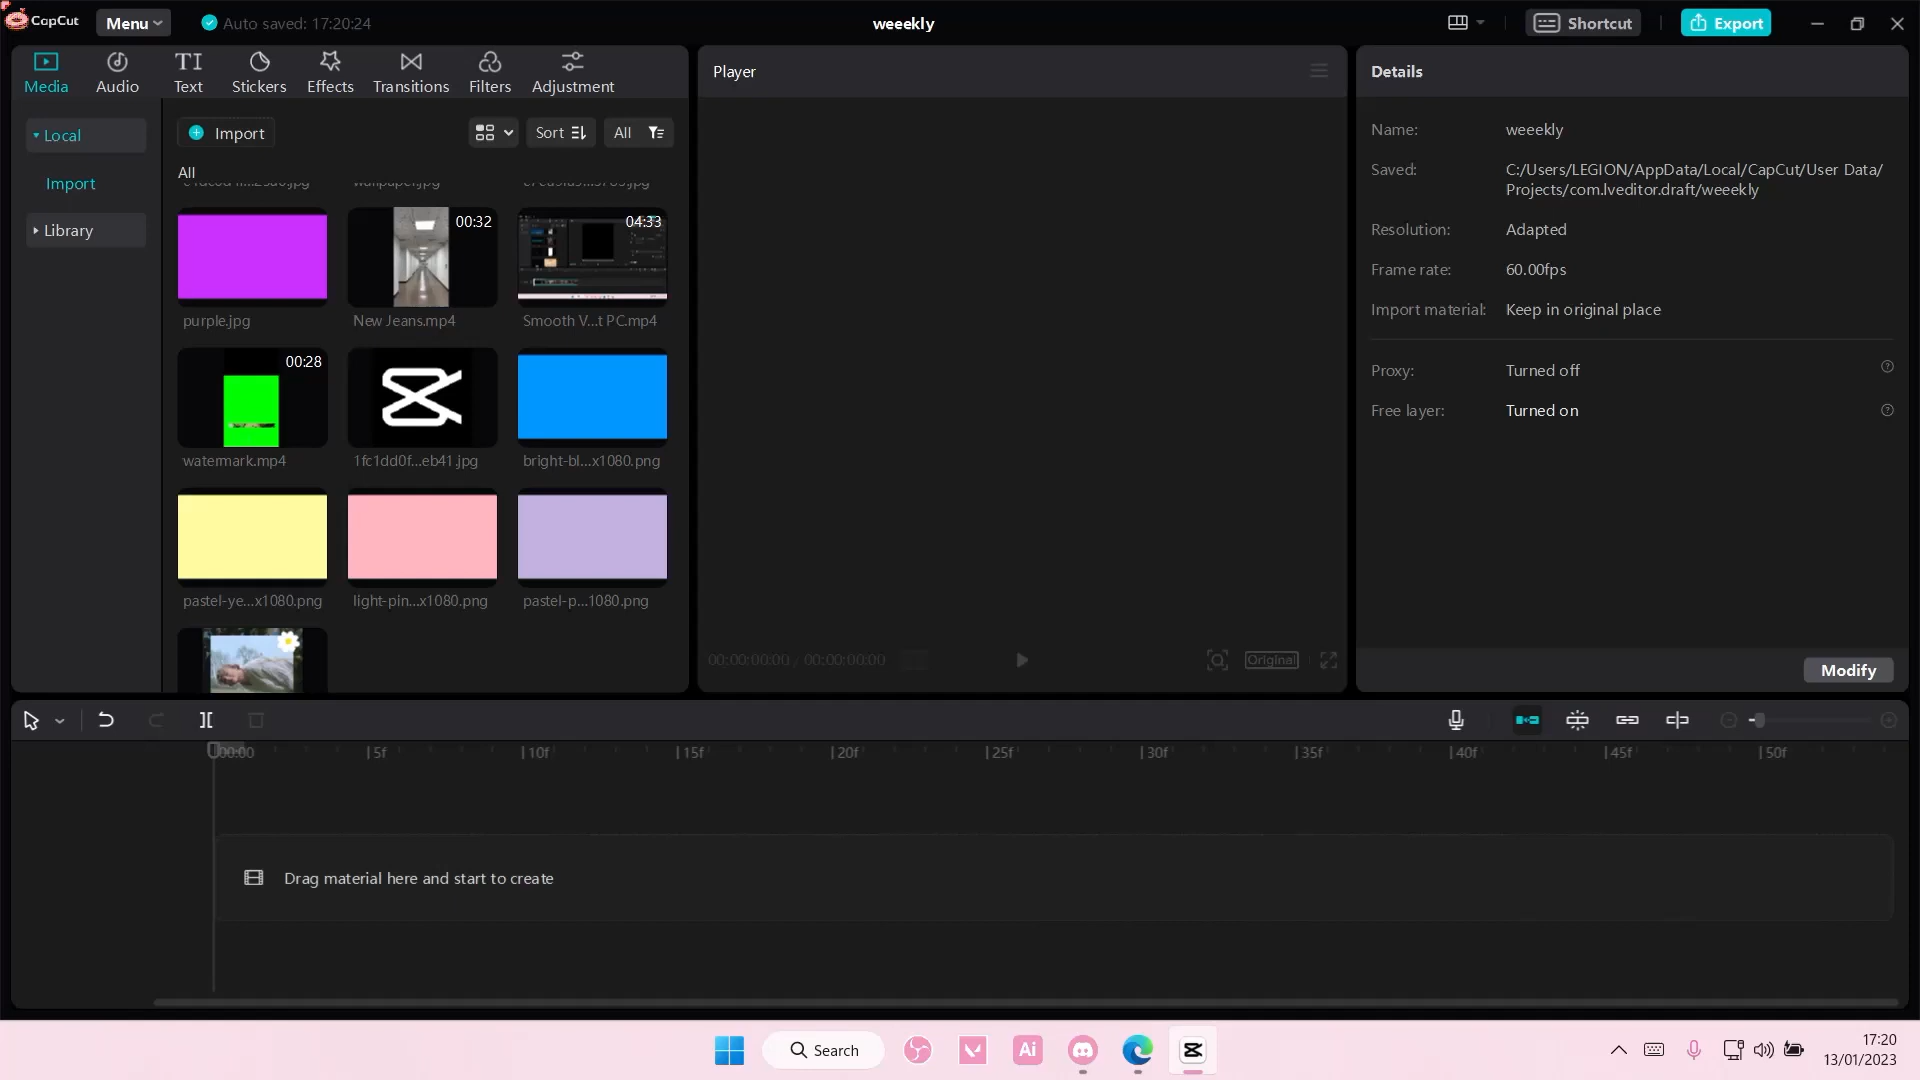 CapCut
Menu
Auto saved: 17:20:24
weeekly
Shortcut
Export
Media
Audio
Text
Stickers
Effects
Transitions
Filters
Adjustment
Player
Details
Local
Import
Library
Import
Sort
All
All
wallpaper.jpg
00:32
04:33
purple.jpg
New Jeans.mp4
Smooth V...t PC.mp4
00:28
watermark.mp4
1fc1dd0f...eb41.jpg
bright-bl...x1080.png
pastel-ye...x1080.png
light-pin...x1080.png
pastel-p...1080.png
Name: weeekly
Saved: C:/Users/LEGION/AppData/Local/CapCut/User Data/
Projects/com.lveditor.draft/weeekly
Resolution: Adapted
Frame rate: 60.00fps
Import material: Keep in original place
Proxy: Turned off
Free layer: Turned on
Modify
00:00:00:00 / 00:00:00:00
Original
00:00 |5f |10f |15f |20f |25f |30f |35f |40f |45f |50f
Drag material here and start to create
Search
Ai
17:20
13/01/2023